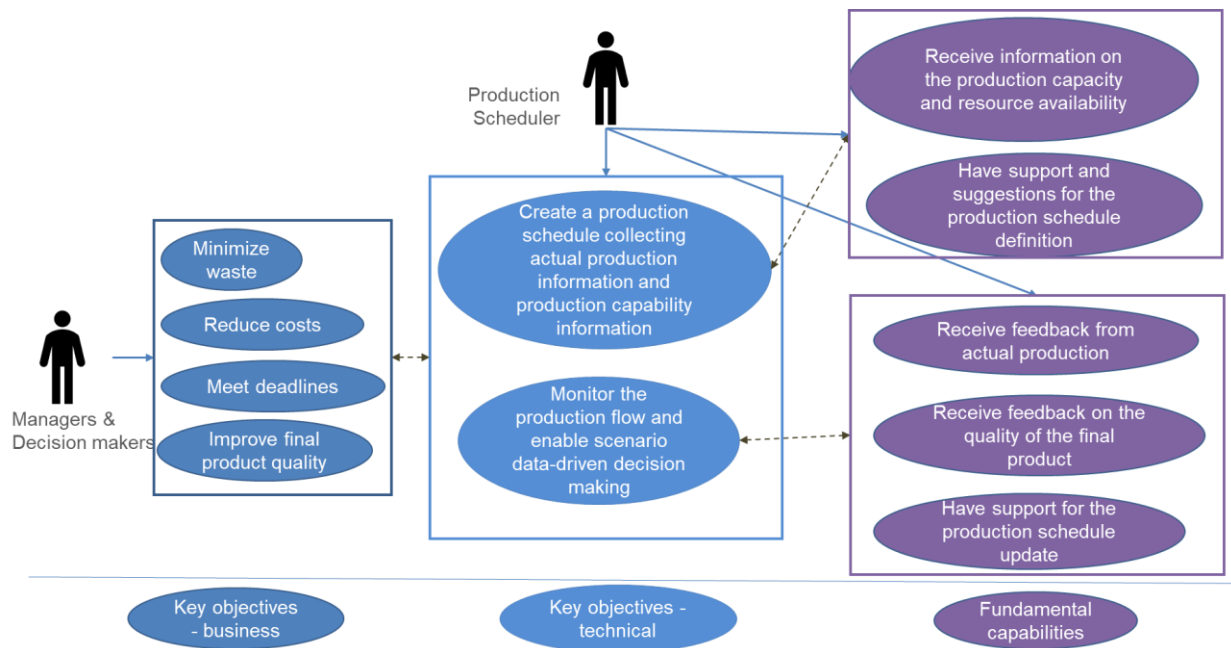 Production
Scheduler
Receive information on
the production capacity
and resource availability
Have support and
suggestions for the
production schedule
definition
Create a production
schedule collecting
actual production
information and
production capability
information
Monitor the
production flow and
enable scenario
data-driven decision
making
Minimize
waste
Reduce costs
Meet deadlines
Improve final
product quality
Managers &
Decision makers
Receive feedback from
actual production
Receive feedback on the
quality of the final
product
Have support for the
production schedule
update
Key objectives
- business
Key objectives -
technical
Fundamental
capabilities